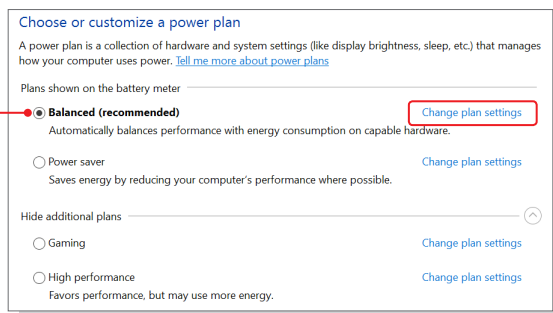 Choose or customize a power plan
A power plan is a collection of hardware and system settings (like display brightness, sleep, etc.) that manages
how your computer uses power. Tell me more about power plans
Plans shown on the battery meter
Balanced (recommended) Change plan settings
Automatically balances performance with energy consumption on capable hardware.
Power saver Change plan settings
Saves energy by reducing your computer's performance where possible.
Hide additional plans
Gaming Change plan settings
High performance Change plan settings
Favors performance, but may use more energy.